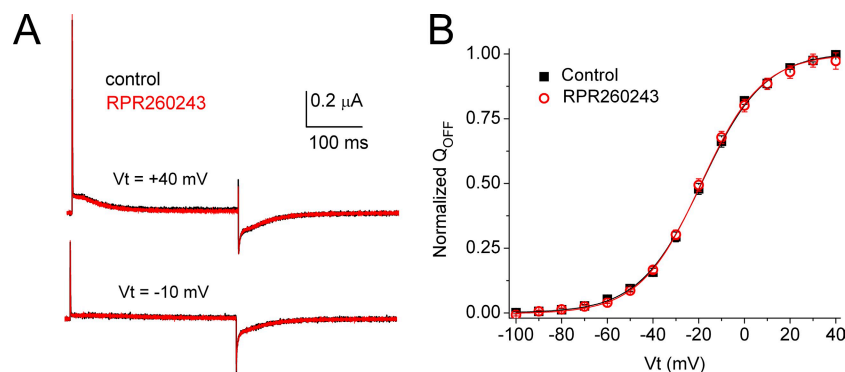 A
control
RPR260243
0.2 μA
100 ms
Vt = +40 mV
Vt = -10 mV
B
Control
RPR260243
Normalized QOFF
1.00
0.75
0.50
0.25
0.00
-100 -80 -60 -40 -20 0 20 40
Vt (mV)